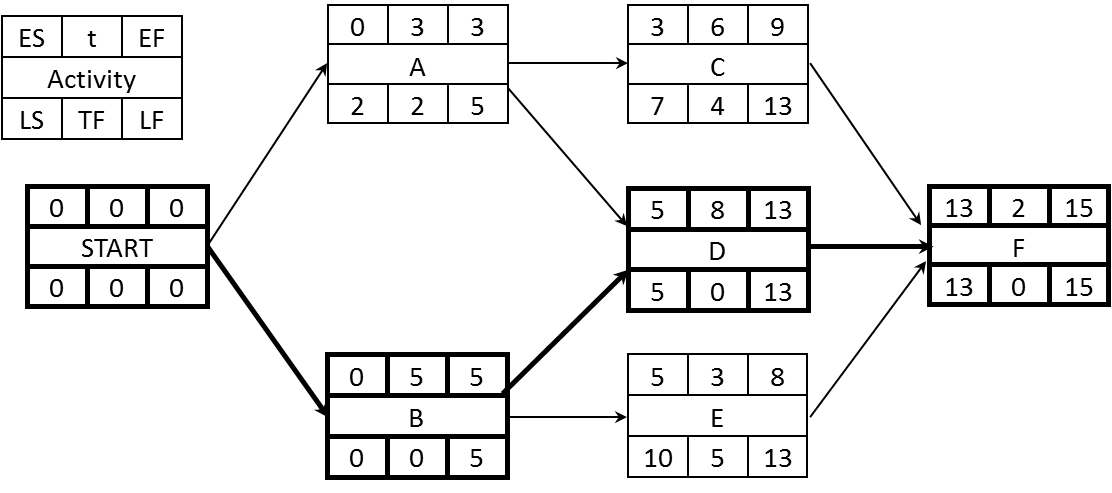 ES t EF
Activity
LS TF LF
0 3 3
A
2 2 5
3 6 9
C
7 4 13
0 0 0
START
0 0 0
5 8 13
D
5 0 13
13 2 15
F
13 0 15
0 5 5
B
0 0 5
5 3 8
E
10 5 13